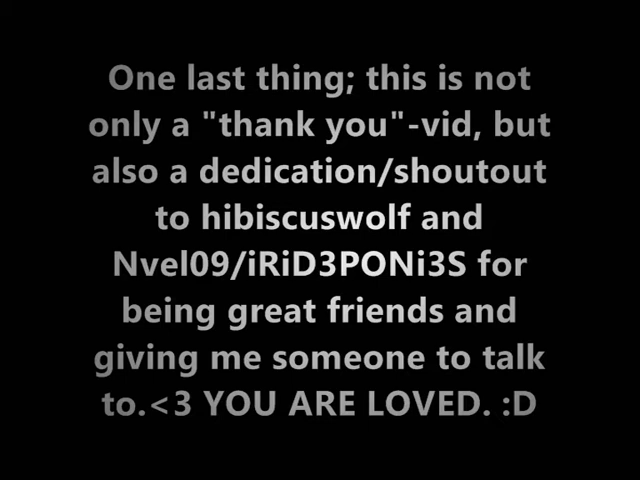 One last thing; this is not
only a "thank you"-vid, but
also a dedication/shoutout
to hibiscuswolf and
Nvel09/iRiD3PONi3S for
being great friends and
giving me someone to talk
to.<3 YOU ARE LOVED. :D